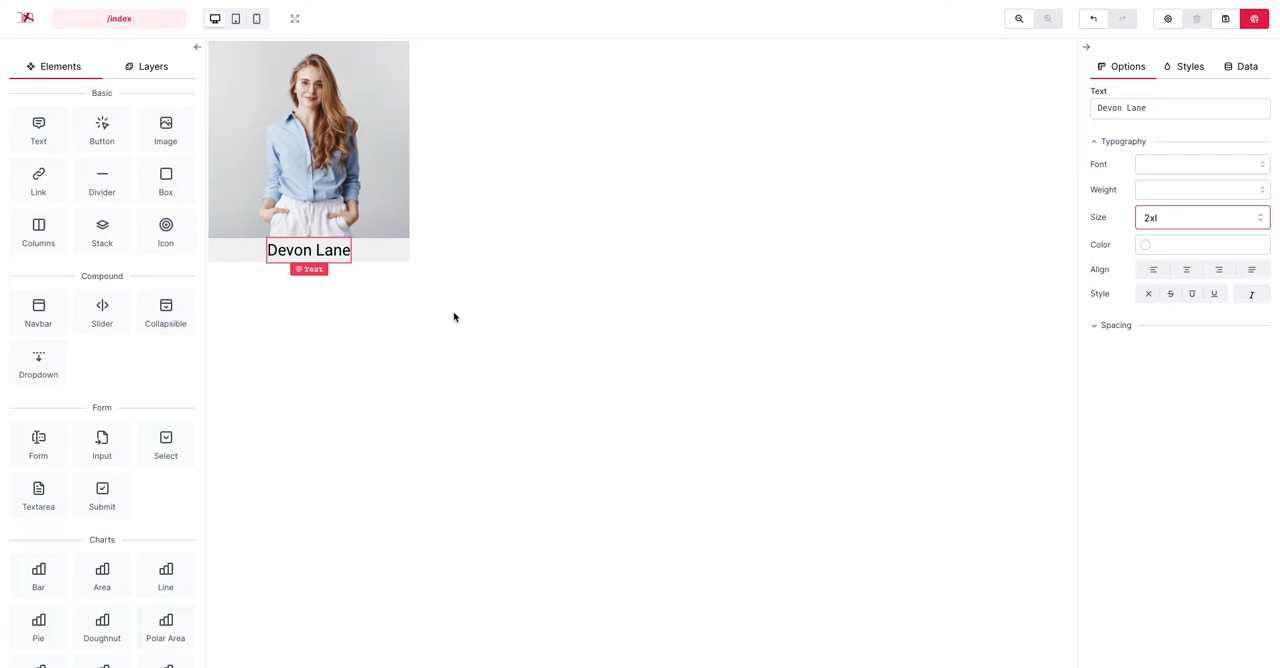 /index
Elements
Layers
Basic
Text
Button
Image
Link
Divider
Box
Columns
Stack
Icon
Compound
Navbar
Slider
Collapsible
Dropdown
Form
Form
Input
Select
Textarea
Submit
Charts
Bar
Area
Line
Pie
Doughnut
Polar Area
Devon Lane
Text
Options
Styles
Data
Text
Devon Lane
Typography
Font
Weight
Size
2xl
Color
Align
Style
Spacing